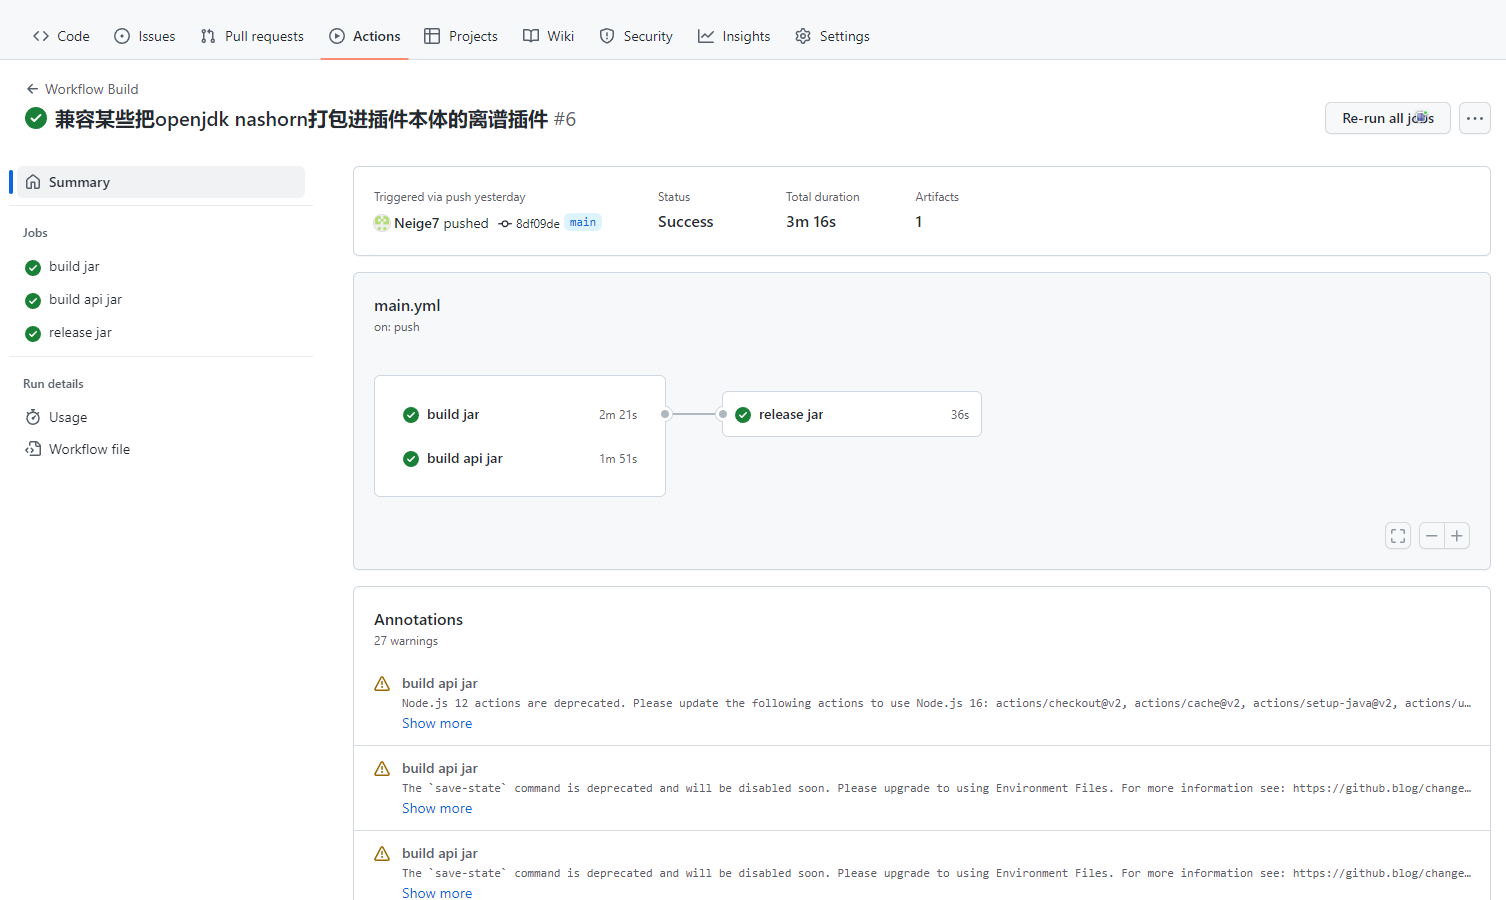 Code Issues Pull requests Actions Projects Wiki Security Insights Settings
Workflow Build
兼容某些把openjdk nashorn打包进插件本体的离谱插件 #6
Re-run all jobs
Summary
Jobs
build jar
build api jar
release jar
Run details
Usage
Workflow file
Triggered via push yesterday
Neige7 pushed 8df09de main
Status
Success
Total duration
3m 16s
Artifacts
1
main.yml
on: push
build jar 2m 21s
build api jar 1m 51s
release jar 36s
Annotations
27 warnings
build api jar
Node.js 12 actions are deprecated. Please update the following actions to use Node.js 16: actions/checkout@v2, actions/cache@v2, actions/setup-java@v2, actions/u…
Show more
build api jar
The `save-state` command is deprecated and will be disabled soon. Please upgrade to using Environment Files. For more information see: https://github.blog/change…
Show more
build api jar
The `save-state` command is deprecated and will be disabled soon. Please upgrade to using Environment Files. For more information see: https://github.blog/change…
Show more